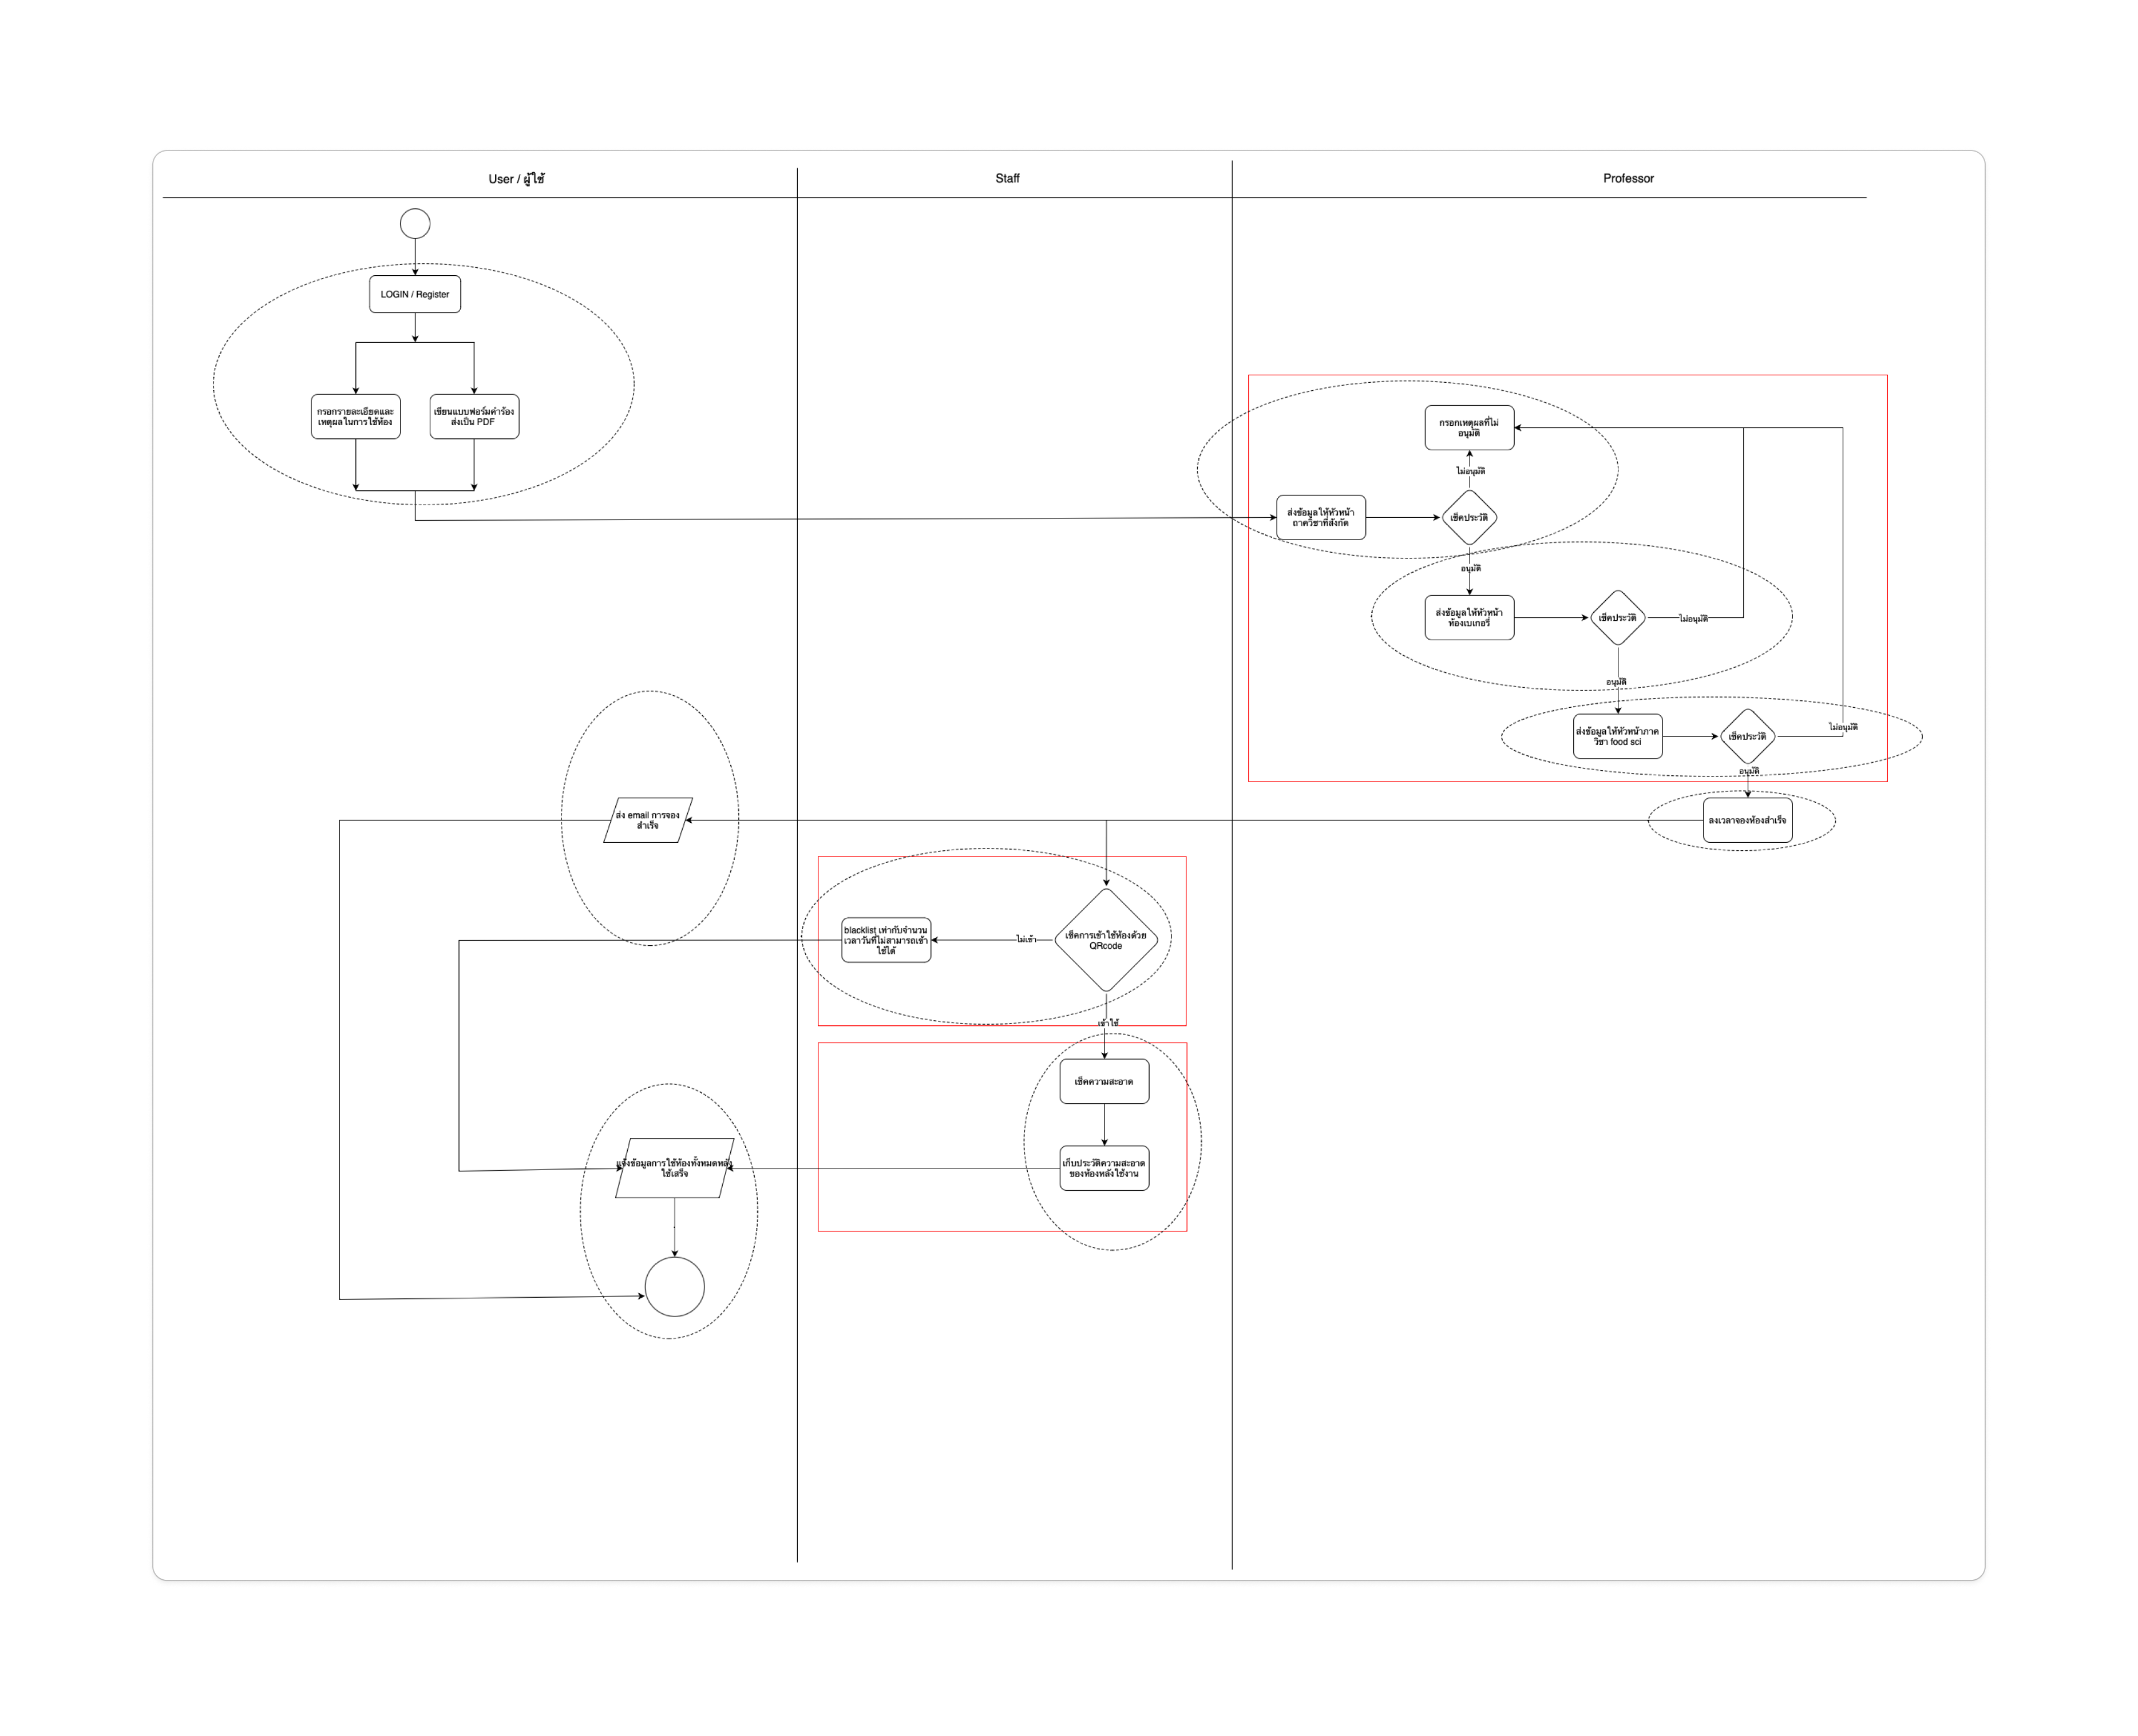 User / ผู้ใช้
Staff
Professor
LOGIN / Register
กรอกรายละเอียดและ
เหตุผลในการใช้ห้อง
เขียนแบบฟอร์มคำร้อง
ส่งเป็น PDF
กรอกเหตุผลที่ไม่
อนุมัติ
ไม่อนุมัติ
ส่งข้อมูลให้หัวหน้า
ถาควิชาที่สังกัด
เช็คประวัติ
อนุมัติ
ส่งข้อมูลให้หัวหน้า
ห้องเบเกอรี่
เช็คประวัติ
ไม่อนุมัติ
อนุมัติ
ส่งข้อมูลให้หัวหน้าภาค
วิชา food sci
เช็คประวัติ
ไม่อนุมัติ
อนุมัติ
ลงเวลาจองห้องสำเร็จ
ส่ง email การจอง
สำเร็จ
เช็คการเข้าใช้ห้องด้วย
QRcode
ไม่เข้า
blacklist เท่ากับจำนวน
เวลาวันที่ไม่สามารถเข้า
ใช้ได้
เข้าใช้
เช็คความสะอาด
เก็บประวัติความสะอาด
ของห้องหลังใช้งาน
แจ้งข้อมูลการใช้ห้องทั้งหมดหลัง
ใช้เสร็จ